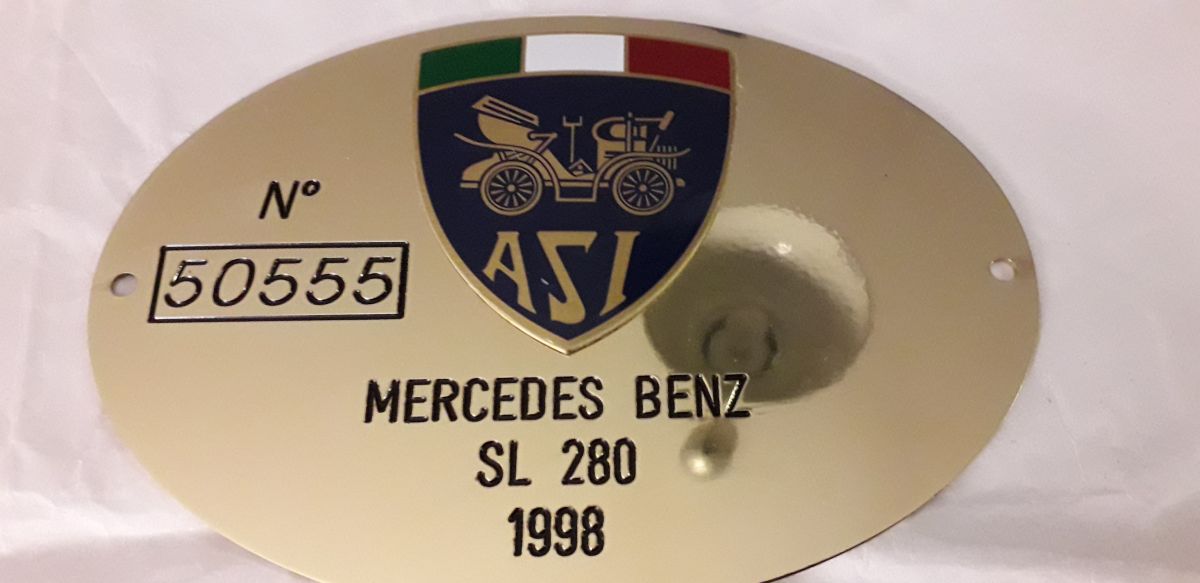 ASI
N°
50555
MERCEDES BENZ
SL 280
1998